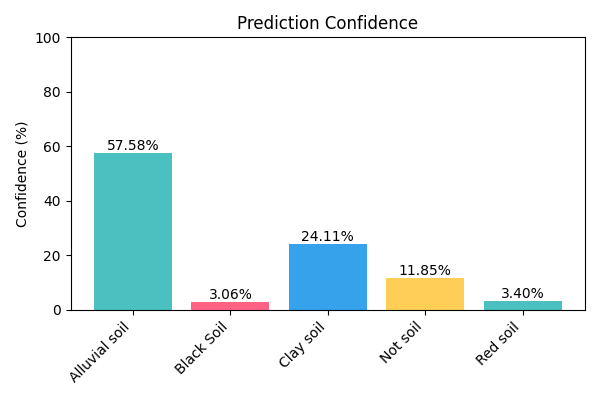 Prediction Confidence
100
80
60
40
20
0
Confidence (%)
57.58%
3.06%
24.11%
11.85%
3.40%
Alluvial soil
Black Soil
Clay soil
Not soil
Red soil